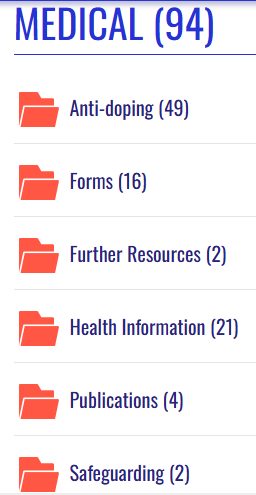 MEDICAL (94)
Anti-doping (49)
Forms (16)
Further Resources (2)
Health Information (21)
Publications (4)
Safeguarding (2)